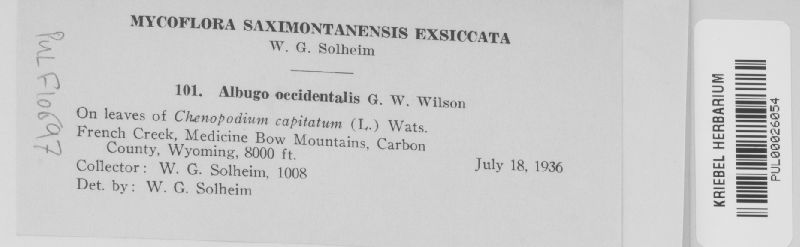 MYCOFLORA SAXIMONTANENSIS EXSICCATA
W. G. Solheim
101. Albugo occidentalis G. W. Wilson
On leaves of Chenopodium capitatum (L.) Wats.
French Creek, Medicine Bow Mountains, Carbon
County, Wyoming, 8000 ft.
July 18, 1936
Collector: W. G. Solheim, 1008
Det. by: W. G. Solheim
PUL F10697
KRIEBEL HERBARIUM
PUL00026054